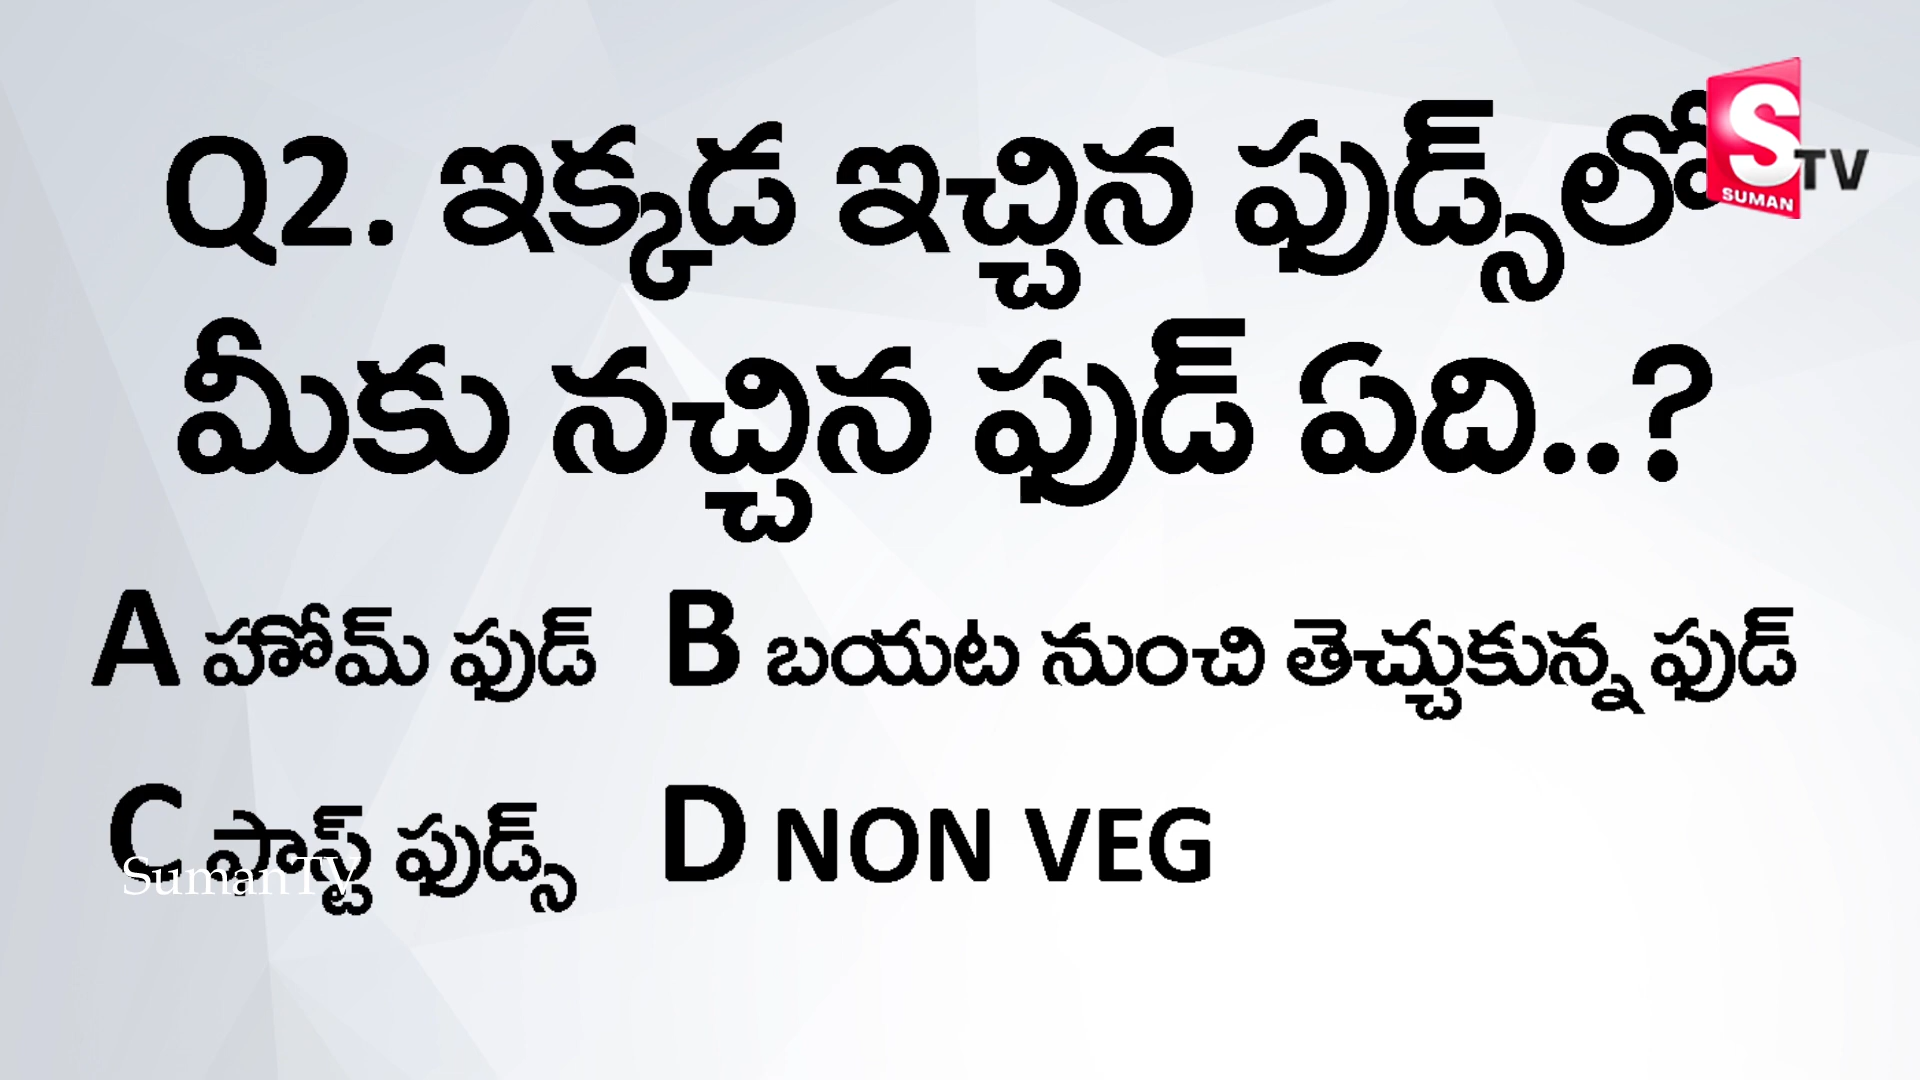 Q2. ఇక్కడ ఇచ్చిన ఫుడ్స్‌లో
మీకు నచ్చిన ఫుడ్ ఏది..?
A హోమ్ ఫుడ్ B బయట నుంచి తెచ్చుకున్న ఫుడ్
C ఫాస్ట్ ఫుడ్స్ D NON VEG
S TV
SUMAN
SumanTV